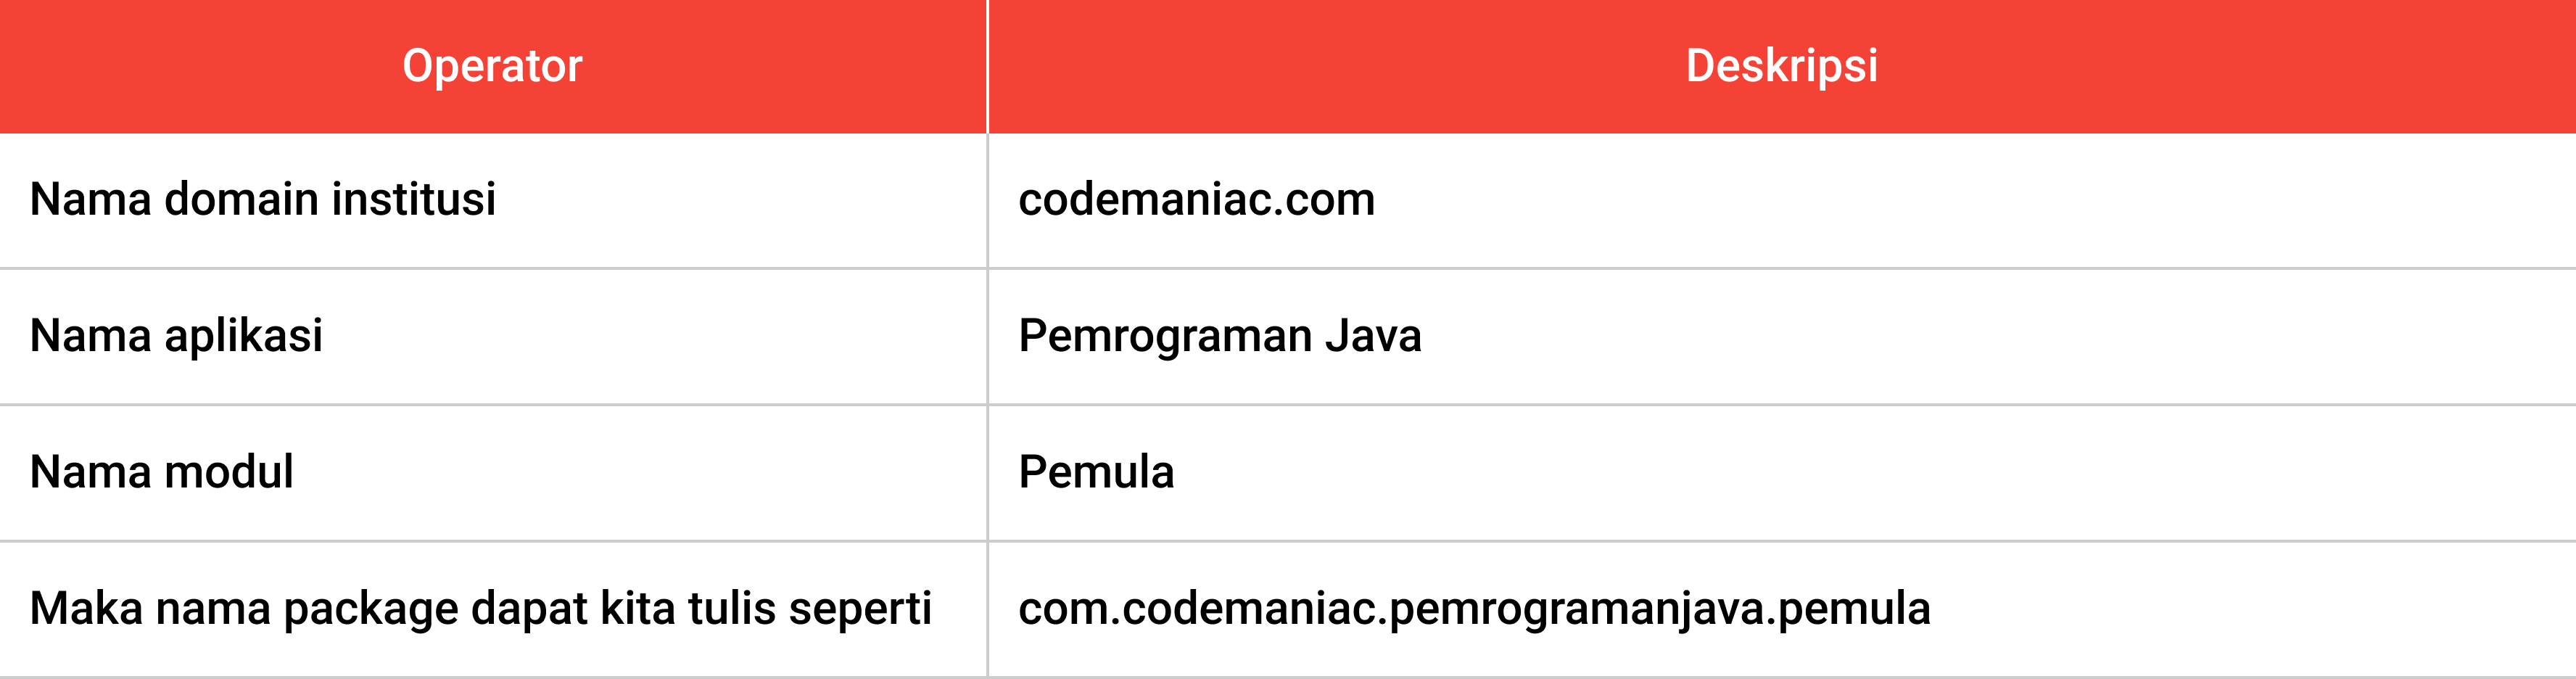 Operator Deskripsi
Nama domain institusi codemaniac.com
Nama aplikasi Pemrograman Java
Nama modul Pemula
Maka nama package dapat kita tulis seperti com.codemaniac.pemrogramanjava.pemula